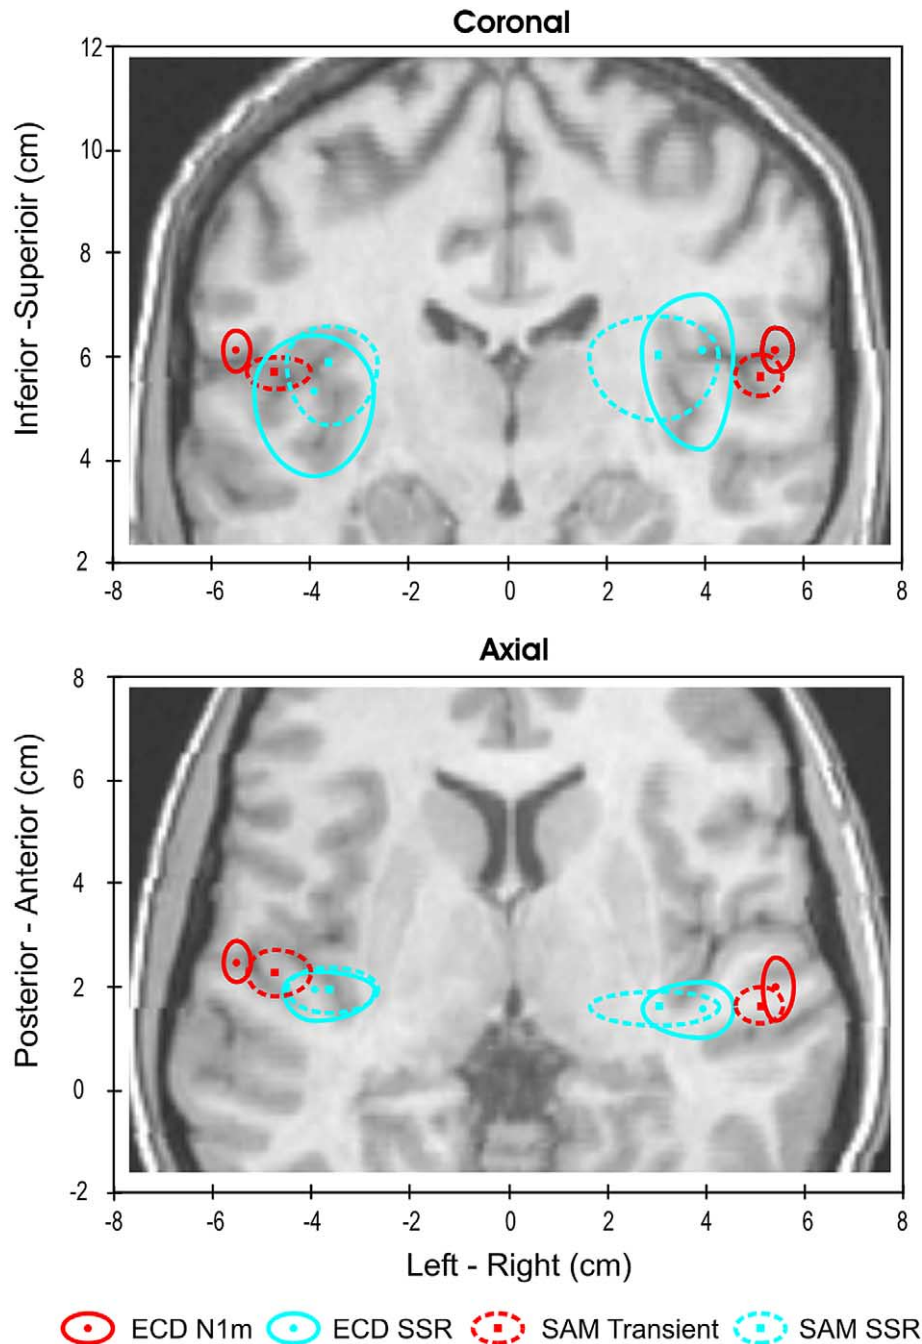 Coronal
12
10
8
6
4
2
Inferior -Superioir (cm)
-8 -6 -4 -2 0 2 4 6 8
Axial
8
6
4
2
0
-2
Posterior - Anterior (cm)
-8 -6 -4 -2 0 2 4 6 8
Left - Right (cm)
ECD N1m ECD SSR SAM Transient SAM SSR